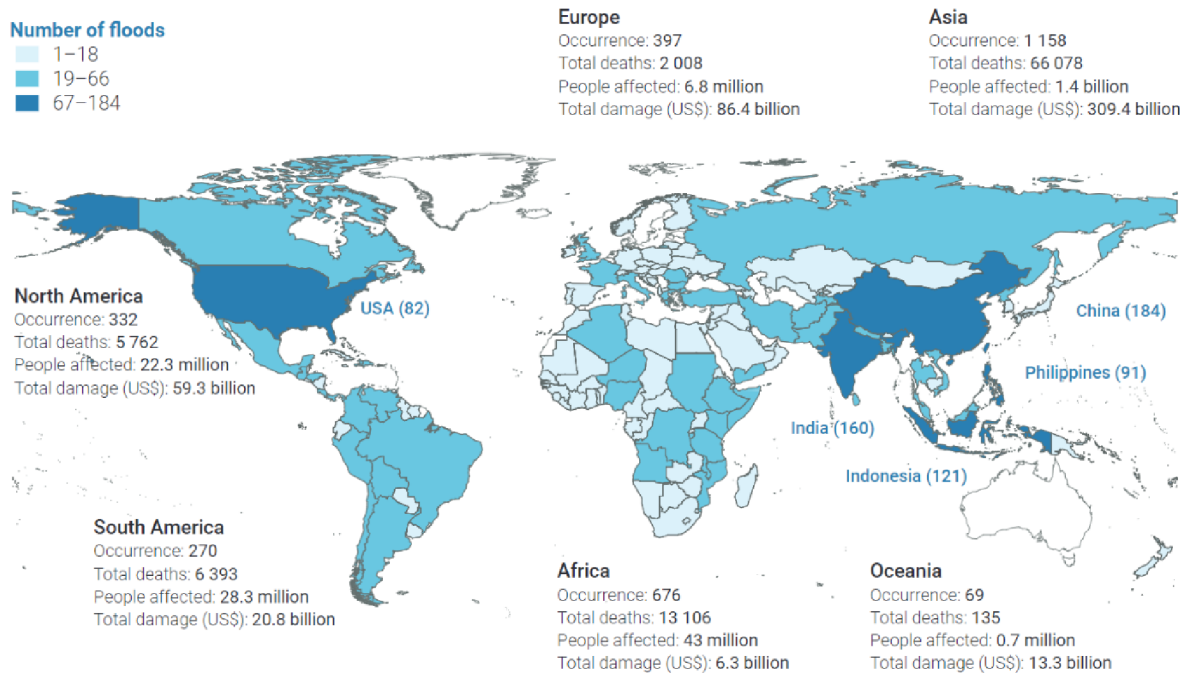 Number of floods
1–18
19–66
67–184
Europe
Occurrence: 397
Total deaths: 2 008
People affected: 6.8 million
Total damage (US$): 86.4 billion
Asia
Occurrence: 1 158
Total deaths: 66 078
People affected: 1.4 billion
Total damage (US$): 309.4 billion
North America
Occurrence: 332
Total deaths: 5 762
People affected: 22.3 million
Total damage (US$): 59.3 billion
USA (82)
China (184)
Philippines (91)
India (160)
Indonesia (121)
South America
Occurrence: 270
Total deaths: 6 393
People affected: 28.3 million
Total damage (US$): 20.8 billion
Africa
Occurrence: 676
Total deaths: 13 106
People affected: 43 million
Total damage (US$): 6.3 billion
Oceania
Occurrence: 69
Total deaths: 135
People affected: 0.7 million
Total damage (US$): 13.3 billion